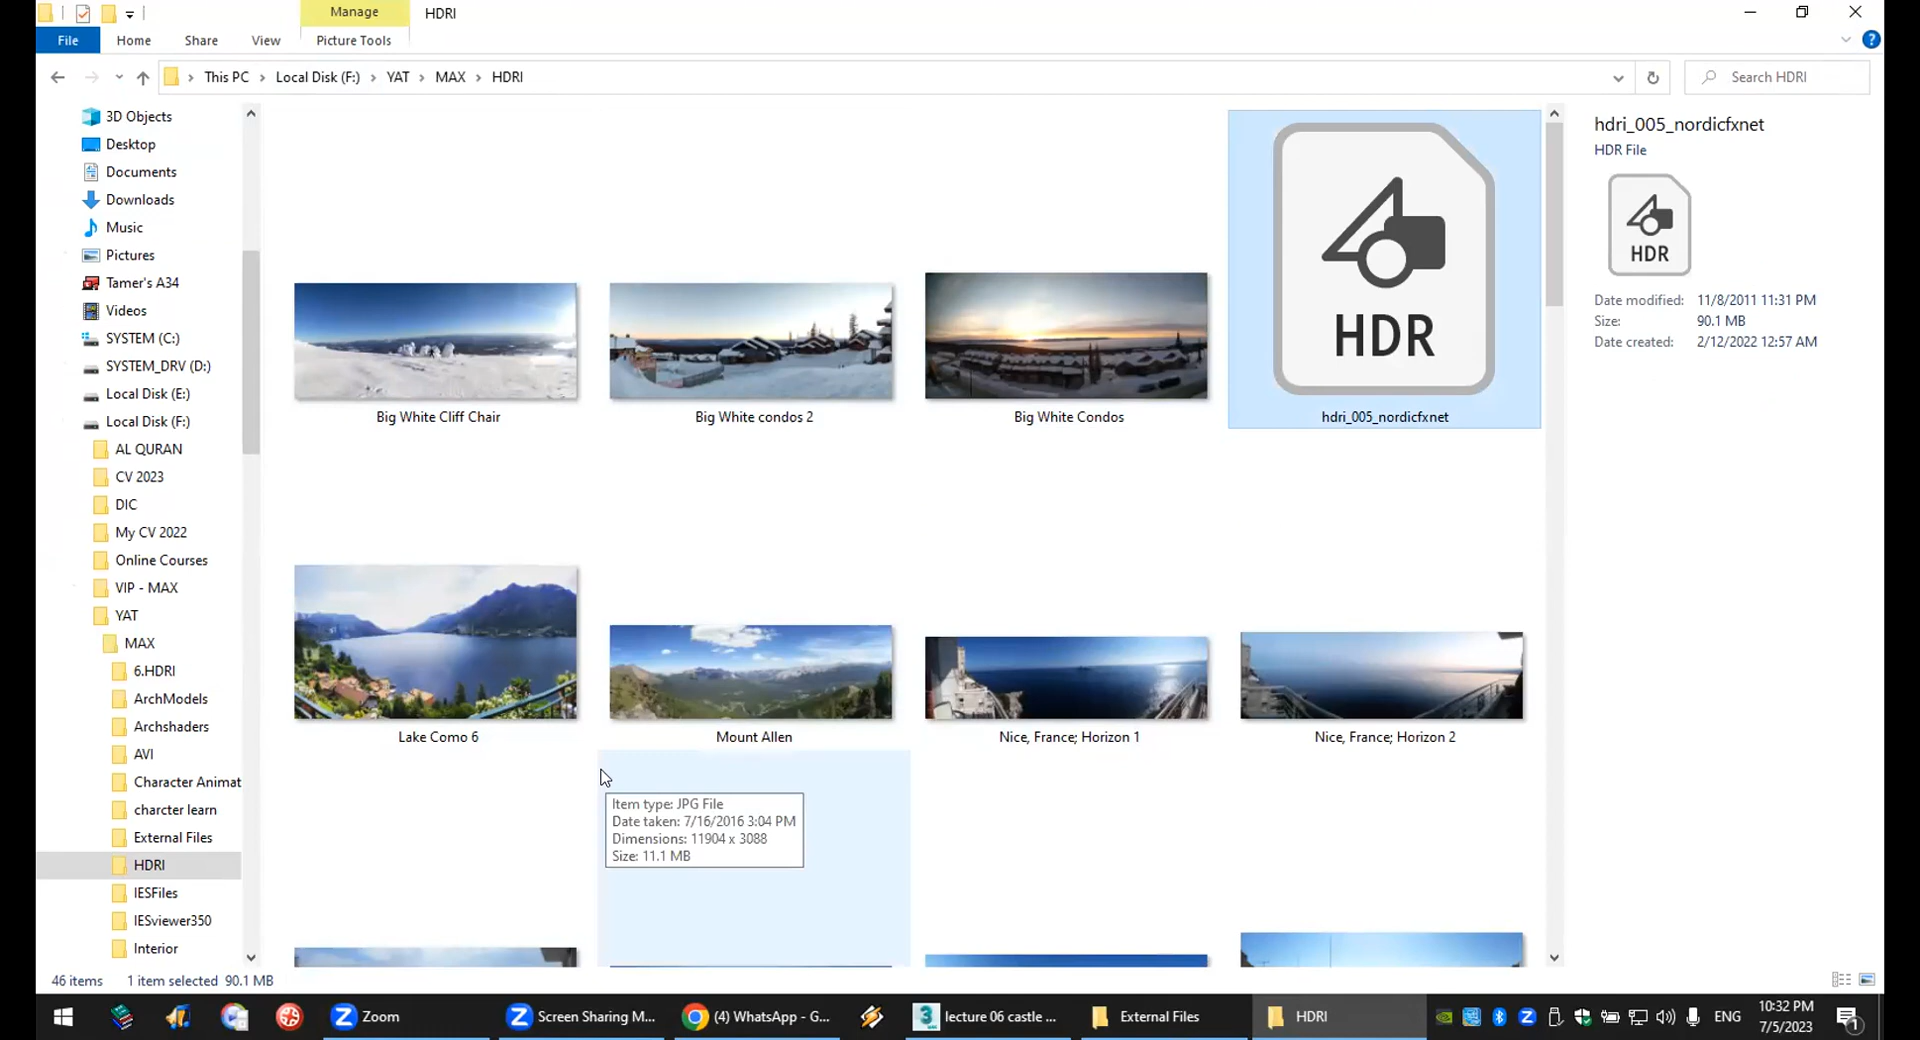 Manage
HDRI
File
Home
Share
View
Picture Tools
This PC
Local Disk (F:)
YAT
MAX
HDRI
Search HDRI
3D Objects
Desktop
Documents
Downloads
Music
Pictures
Tamer's A34
Videos
SYSTEM (C:)
SYSTEM_DRV (D:)
Local Disk (E:)
Local Disk (F:)
AL QURAN
CV 2023
DIC
My CV 2022
Online Courses
VIP - MAX
YAT
MAX
6.HDRI
ArchModels
Archshaders
AVI
Character Animat
charcter learn
External Files
HDRI
IESFiles
IESviewer350
Interior
HDR
Big White Cliff Chair
Big White condos 2
Big White Condos
hdri_005_nordicfxnet
Lake Como 6
Mount Allen
Nice, France; Horizon 1
Nice, France; Horizon 2
Item type: JPG File
Date taken: 7/16/2016 3:04 PM
Dimensions: 11904 x 3088
Size: 11.1 MB
hdri_005_nordicfxnet
HDR File
HDR
Date modified: 11/8/2011 11:31 PM
Size: 90.1 MB
Date created: 2/12/2022 12:57 AM
46 items
1 item selected 90.1 MB
Zoom
Screen Sharing M...
(4) WhatsApp - G...
lecture 06 castle ...
External Files
HDRI
ENG
10:32 PM
7/5/2023
1